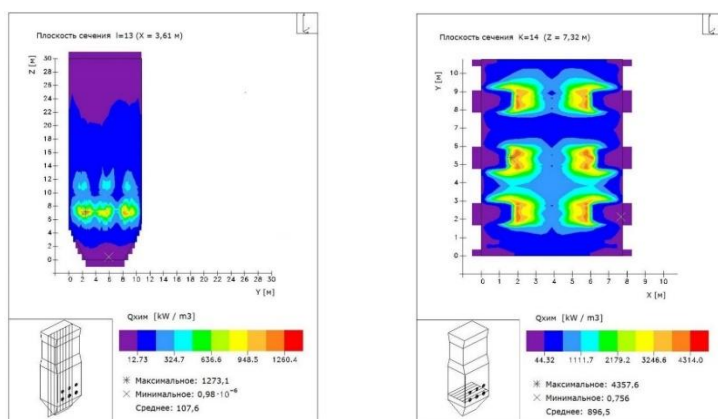 Плоскость сечения I=13 (X = 3,61 м)
Z [м]
30
28
26
24
22
20
18
16
14
12
10
8
6
4
2
0
0 2 4 6 8 10 12 14 16 18 20 22 24 26 28 30
Y [м]
Qхим [kW / m3]
12.73 324.7 636.6 948.5 1260.4
Максимальное: 1273,1
Минимальное: 0,98·10⁻⁶
Среднее: 107,6
Плоскость сечения K=14 (Z = 7,32 м)
Y [м]
10
9
8
7
6
5
4
3
2
1
0
0 1 2 3 4 5 6 7 8 9 10
X [м]
Qхим [kW / m3]
44.32 1111.7 2179.2 3246.6 4314.0
Максимальное: 4357.6
Минимальное: 0,756
Среднее: 896,5